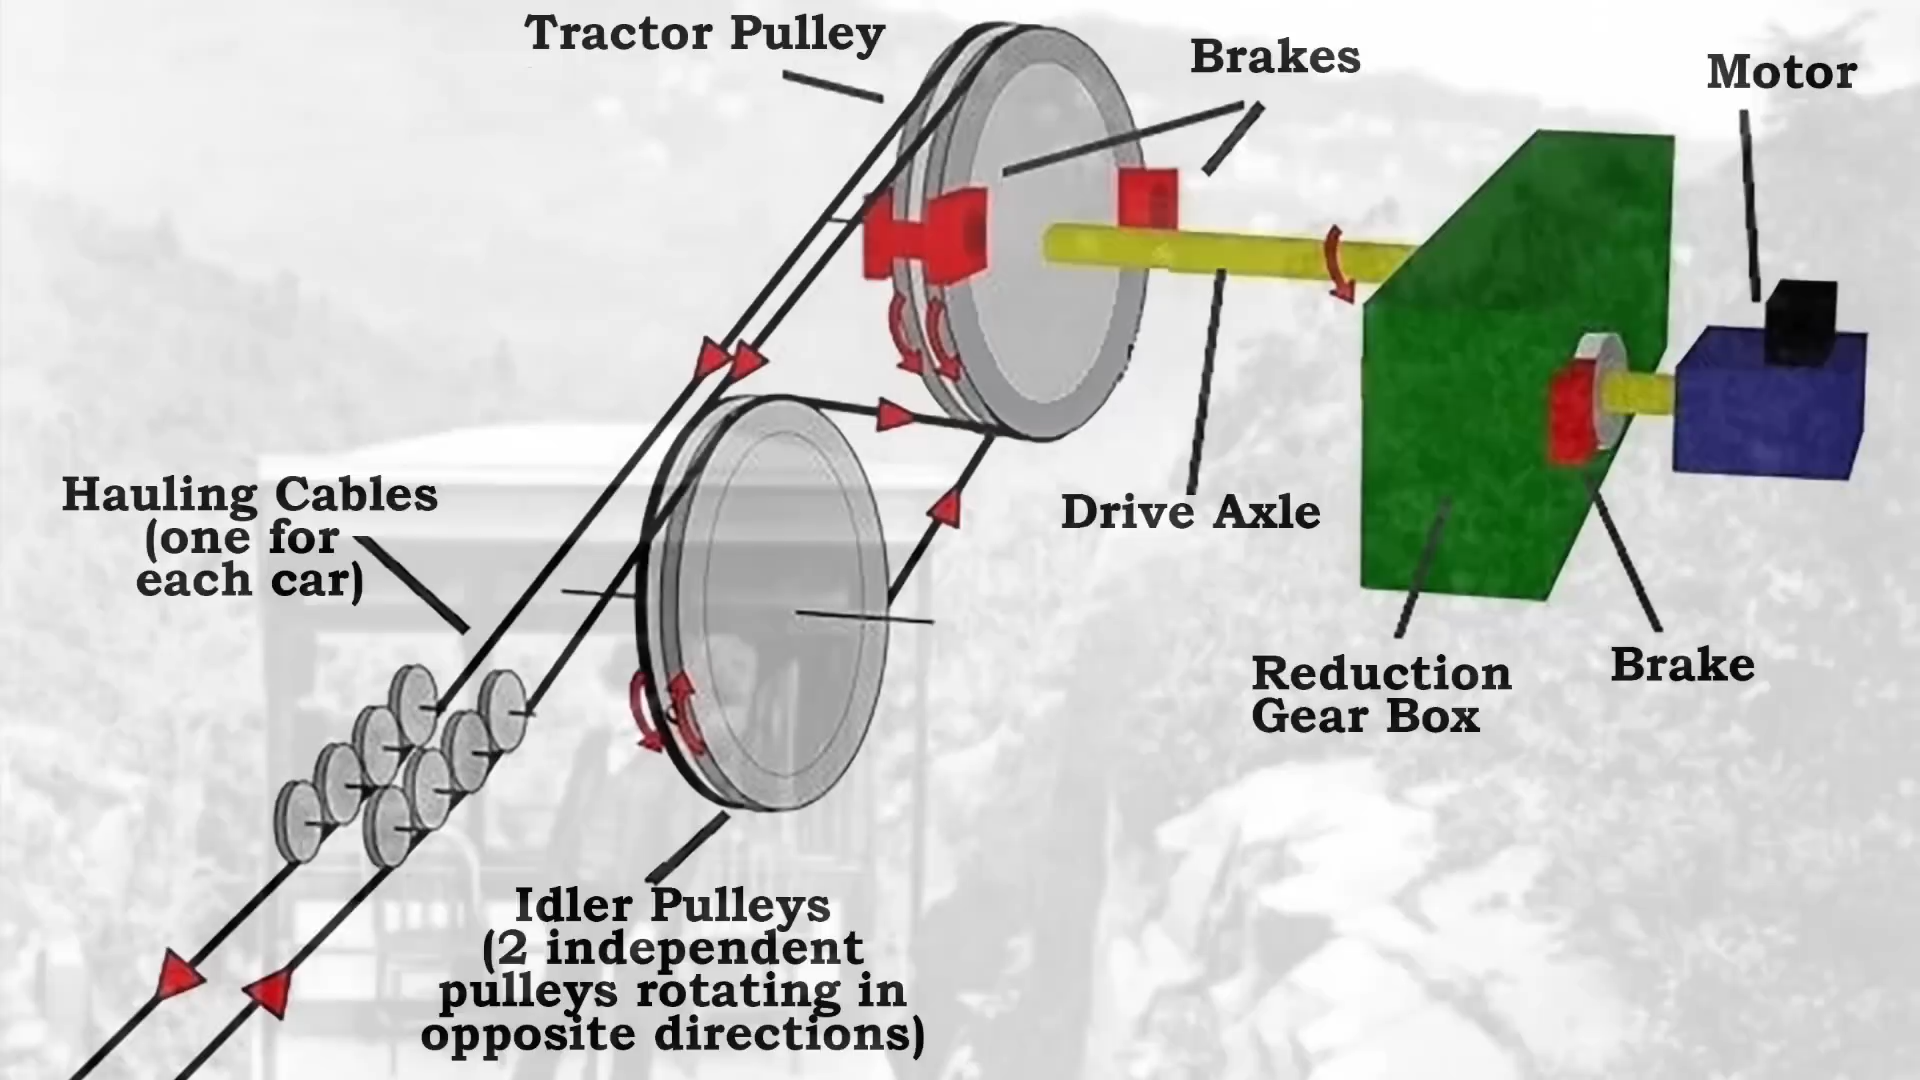 Tractor Pulley
Brakes
Motor
Hauling Cables
(one for
each car)
Drive Axle
Reduction
Gear Box
Brake
Idler Pulleys
(2 independent
pulleys rotating in
opposite directions)